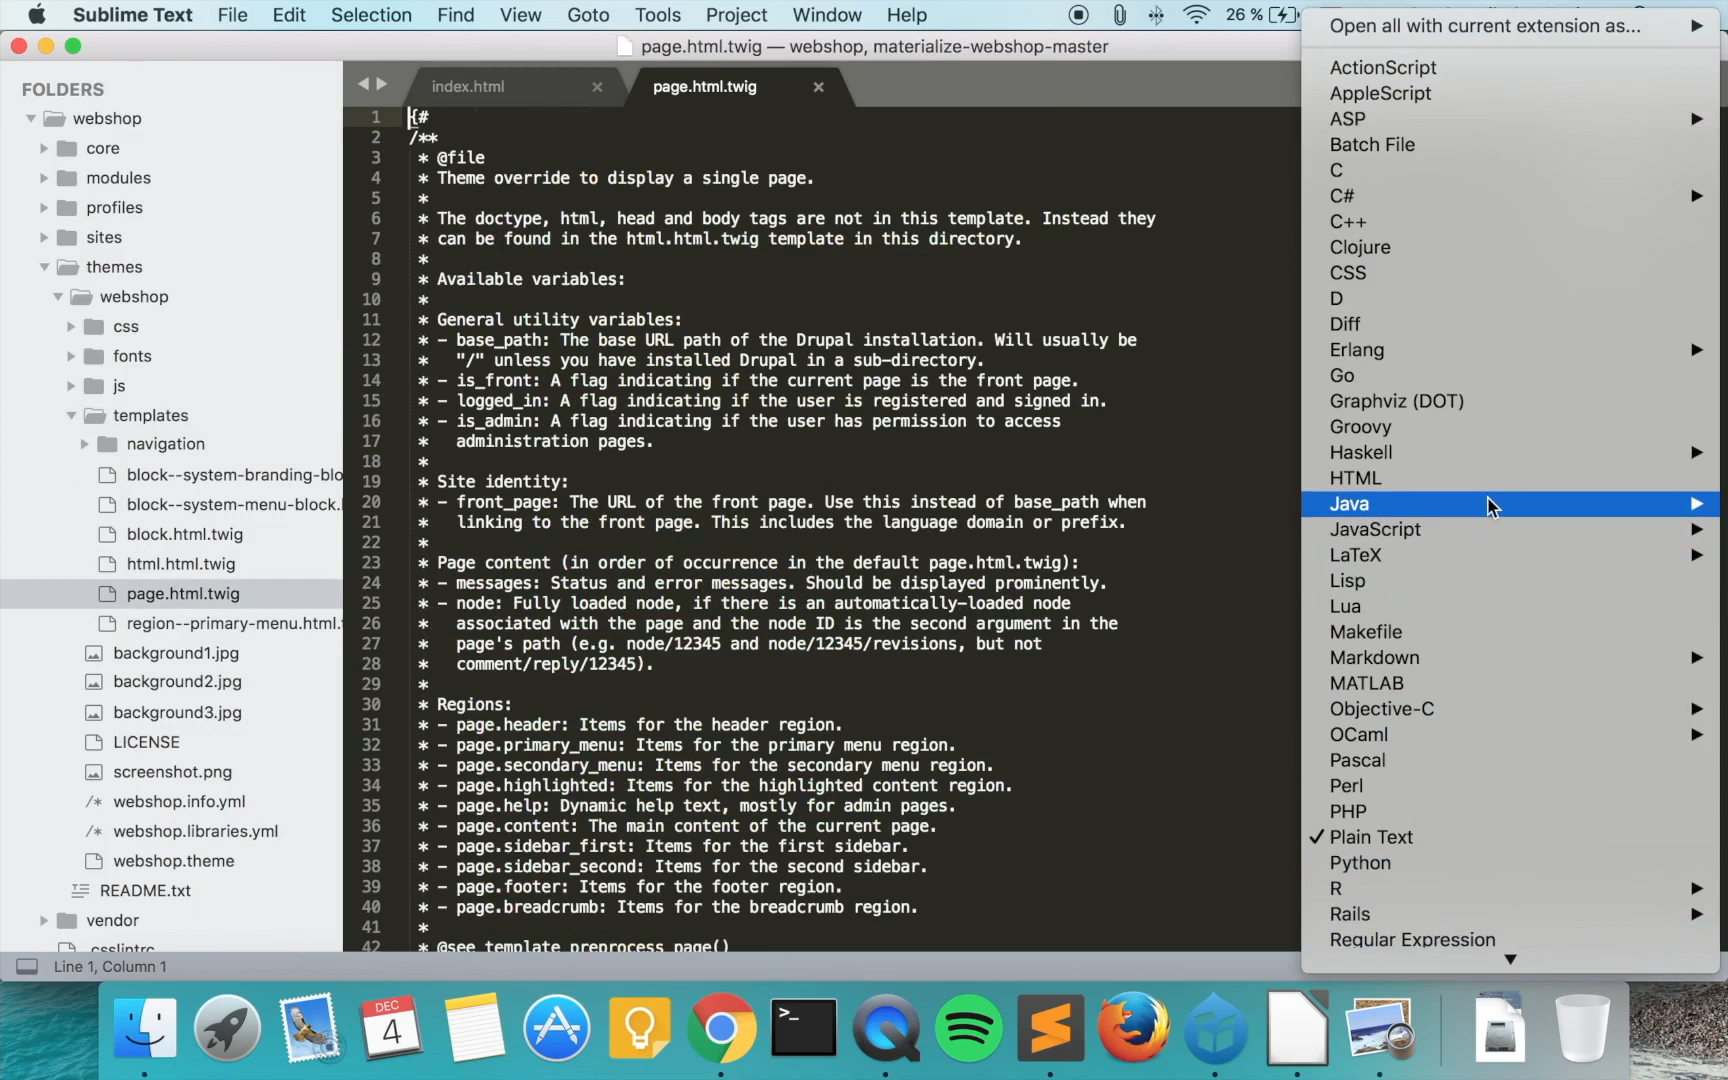 Sublime Text File Edit Selection Find View Goto Tools Project Window Help 26 %
page.html.twig — webshop, materialize-webshop-master
index.html
page.html.twig
FOLDERS
webshop
core
modules
profiles
sites
themes
webshop
css
fonts
js
templates
navigation
block--system-branding-blo
block--system-menu-block.
block.html.twig
html.html.twig
page.html.twig
region--primary-menu.html.
background1.jpg
background2.jpg
background3.jpg
LICENSE
screenshot.png
/* webshop.info.yml
/* webshop.libraries.yml
webshop.theme
README.txt
vendor
.csslintrc
1 {#
2 /**
3 * @file
4 * Theme override to display a single page.
5 *
6 * The doctype, html, head and body tags are not in this template. Instead they
7 * can be found in the html.html.twig template in this directory.
8 *
9 * Available variables:
10 *
11 * General utility variables:
12 * - base_path: The base URL path of the Drupal installation. Will usually be
13 * "/" unless you have installed Drupal in a sub-directory.
14 * - is_front: A flag indicating if the current page is the front page.
15 * - logged_in: A flag indicating if the user is registered and signed in.
16 * - is_admin: A flag indicating if the user has permission to access
17 * administration pages.
18 *
19 * Site identity:
20 * - front_page: The URL of the front page. Use this instead of base_path when
21 * linking to the front page. This includes the language domain or prefix.
22 *
23 * Page content (in order of occurrence in the default page.html.twig):
24 * - messages: Status and error messages. Should be displayed prominently.
25 * - node: Fully loaded node, if there is an automatically-loaded node
26 * associated with the page and the node ID is the second argument in the
27 * page's path (e.g. node/12345 and node/12345/revisions, but not
28 * comment/reply/12345).
29 *
30 * Regions:
31 * - page.header: Items for the header region.
32 * - page.primary_menu: Items for the primary menu region.
33 * - page.secondary_menu: Items for the secondary menu region.
34 * - page.highlighted: Items for the highlighted content region.
35 * - page.help: Dynamic help text, mostly for admin pages.
36 * - page.content: The main content of the current page.
37 * - page.sidebar_first: Items for the first sidebar.
38 * - page.sidebar_second: Items for the second sidebar.
39 * - page.footer: Items for the footer region.
40 * - page.breadcrumb: Items for the breadcrumb region.
41 *
42 * @see template_preprocess_page()
Open all with current extension as...
ActionScript
AppleScript
ASP
Batch File
C
C#
C++
Clojure
CSS
D
Diff
Erlang
Go
Graphviz (DOT)
Groovy
Haskell
HTML
Java
JavaScript
LaTeX
Lisp
Lua
Makefile
Markdown
MATLAB
Objective-C
OCaml
Pascal
Perl
PHP
✓ Plain Text
Python
R
Rails
Regular Expression
Line 1, Column 1
DEC
4
>_